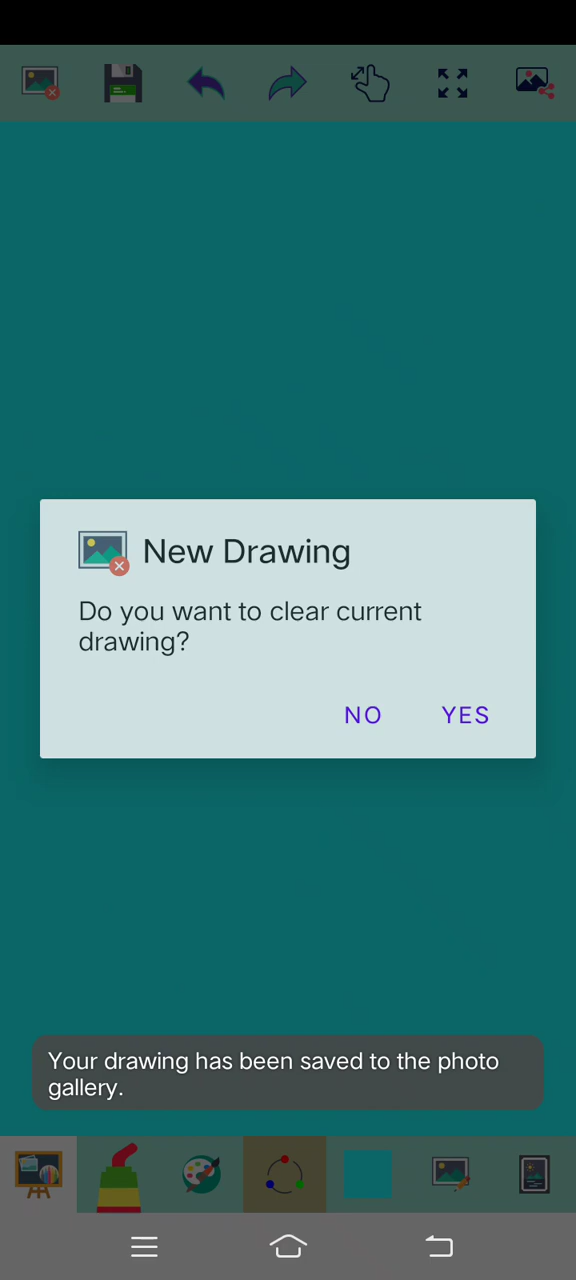 New Drawing
Do you want to clear current
drawing?
NO YES
Your drawing has been saved to the photo
gallery.